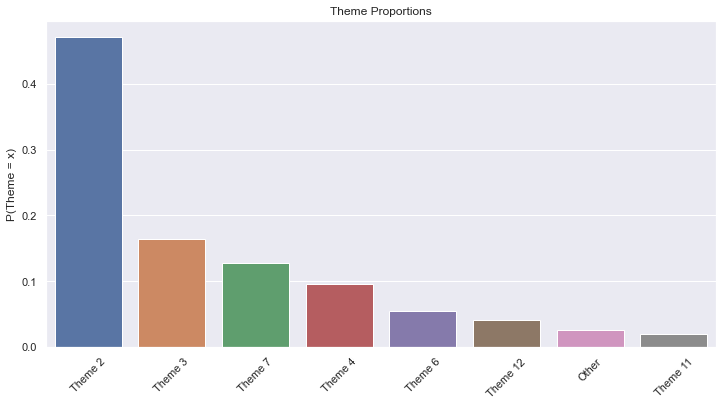 Theme Proportions
P(Theme = x)
0.4
0.3
0.2
0.1
0.0
Theme 2
Theme 3
Theme 7
Theme 4
Theme 6
Theme 12
Other
Theme 11